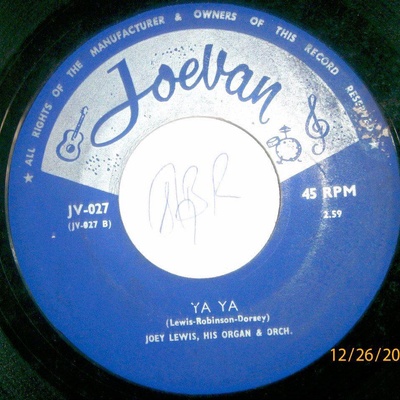 ★ ALL RIGHTS OF THE MANUFACTURER & OWNERS OF THIS RECORD RESERVED ★
Joevan
JV-027
(JV-027 B)
45 RPM
2.59
YA YA
(Lewis-Robinson-Dorsey)
JOEY LEWIS, HIS ORGAN & ORCH.
12/26/20